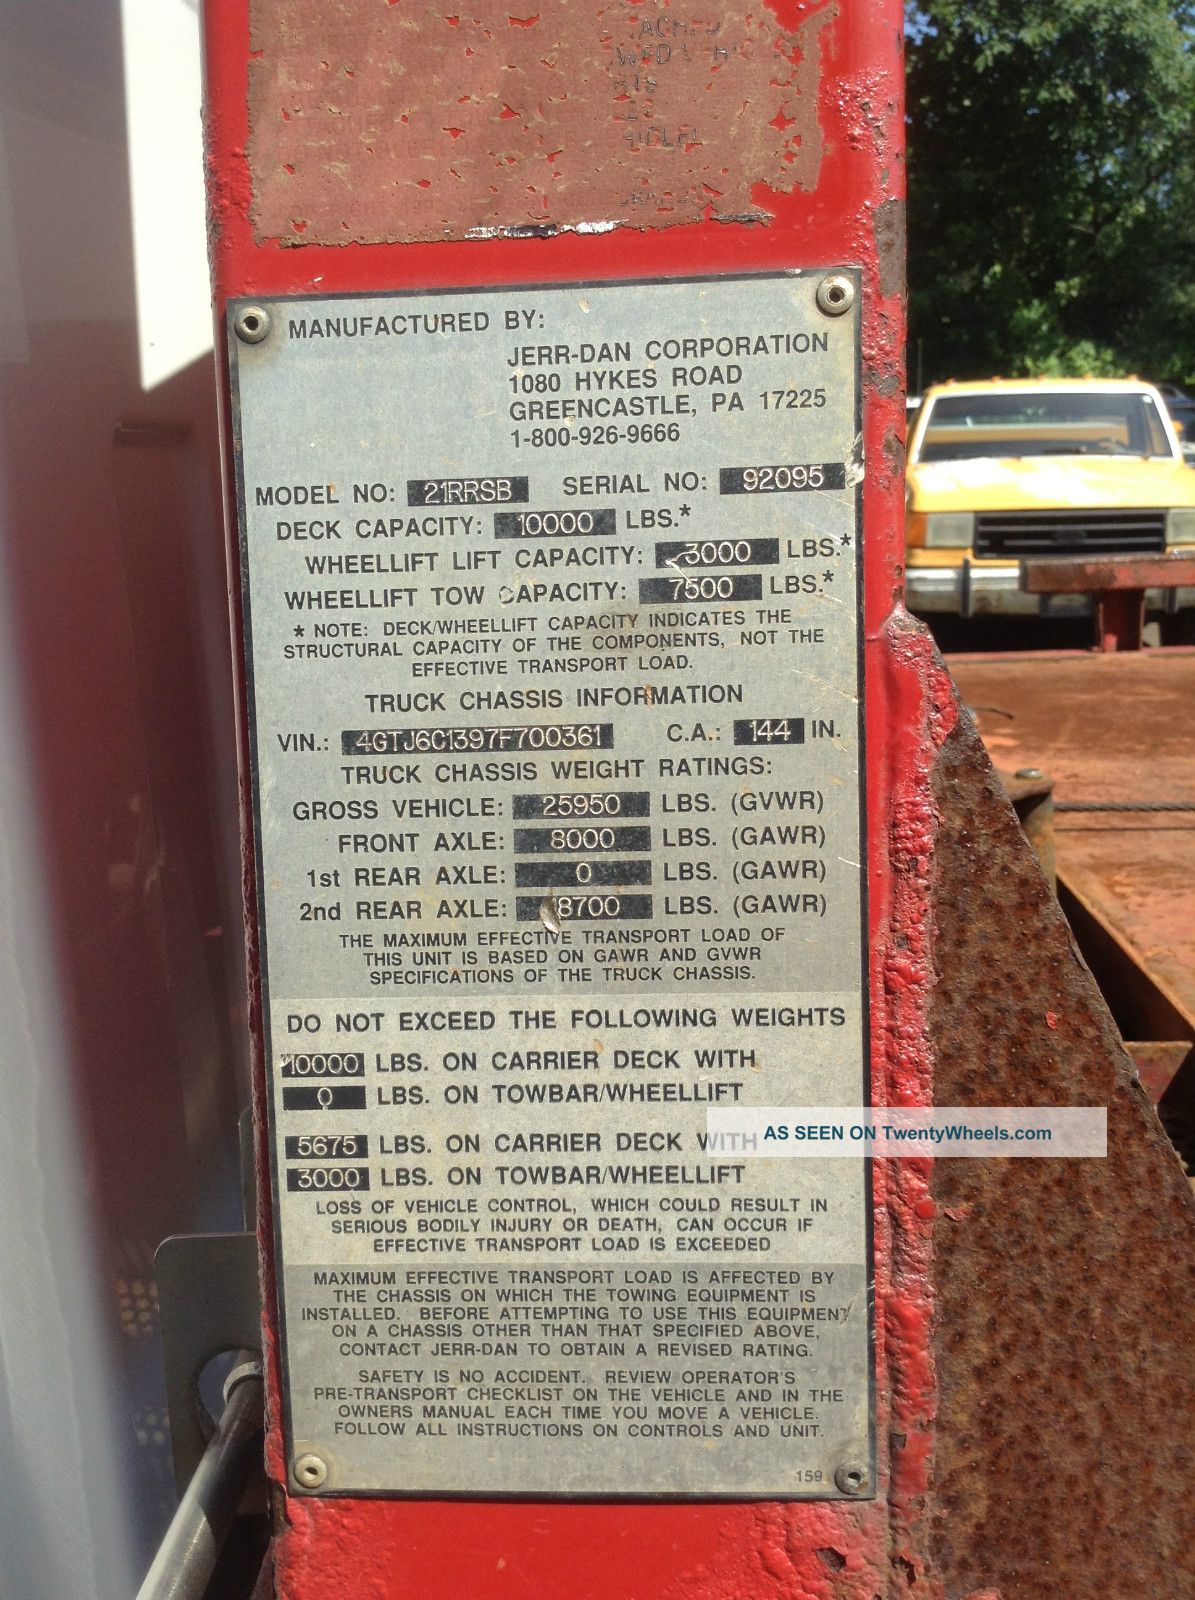 MANUFACTURED BY:
JERR-DAN CORPORATION
1080 HYKES ROAD
GREENCASTLE, PA 17225
1-800-926-9666
MODEL NO: 21RRSB SERIAL NO: 92095
DECK CAPACITY: 10000 LBS.*
WHEELLIFT LIFT CAPACITY: 3000 LBS.*
WHEELLIFT TOW CAPACITY: 7500 LBS.*
* NOTE: DECK/WHEELLIFT CAPACITY INDICATES THE
STRUCTURAL CAPACITY OF THE COMPONENTS, NOT THE
EFFECTIVE TRANSPORT LOAD.
TRUCK CHASSIS INFORMATION
VIN.: 4GTJ6C1397F700361 C.A.: 144 IN.
TRUCK CHASSIS WEIGHT RATINGS:
GROSS VEHICLE: 25950 LBS. (GVWR)
FRONT AXLE: 8000 LBS. (GAWR)
1st REAR AXLE: 0 LBS. (GAWR)
2nd REAR AXLE: 8700 LBS. (GAWR)
THE MAXIMUM EFFECTIVE TRANSPORT LOAD OF
THIS UNIT IS BASED ON GAWR AND GVWR
SPECIFICATIONS OF THE TRUCK CHASSIS.
DO NOT EXCEED THE FOLLOWING WEIGHTS
10000 LBS. ON CARRIER DECK WITH
0 LBS. ON TOWBAR/WHEELLIFT
5675 LBS. ON CARRIER DECK WITH
AS SEEN ON TwentyWheels.com
3000 LBS. ON TOWBAR/WHEELLIFT
LOSS OF VEHICLE CONTROL, WHICH COULD RESULT IN
SERIOUS BODILY INJURY OR DEATH, CAN OCCUR IF
EFFECTIVE TRANSPORT LOAD IS EXCEEDED
MAXIMUM EFFECTIVE TRANSPORT LOAD IS AFFECTED BY
THE CHASSIS ON WHICH THE TOWING EQUIPMENT IS
INSTALLED. BEFORE ATTEMPTING TO USE THIS EQUIPMENT
ON A CHASSIS OTHER THAN THAT SPECIFIED ABOVE,
CONTACT JERR-DAN TO OBTAIN A REVISED RATING.
SAFETY IS NO ACCIDENT. REVIEW OPERATOR'S
PRE-TRANSPORT CHECKLIST ON THE VEHICLE AND IN THE
OWNERS MANUAL EACH TIME YOU MOVE A VEHICLE.
FOLLOW ALL INSTRUCTIONS ON CONTROLS AND UNIT.
159